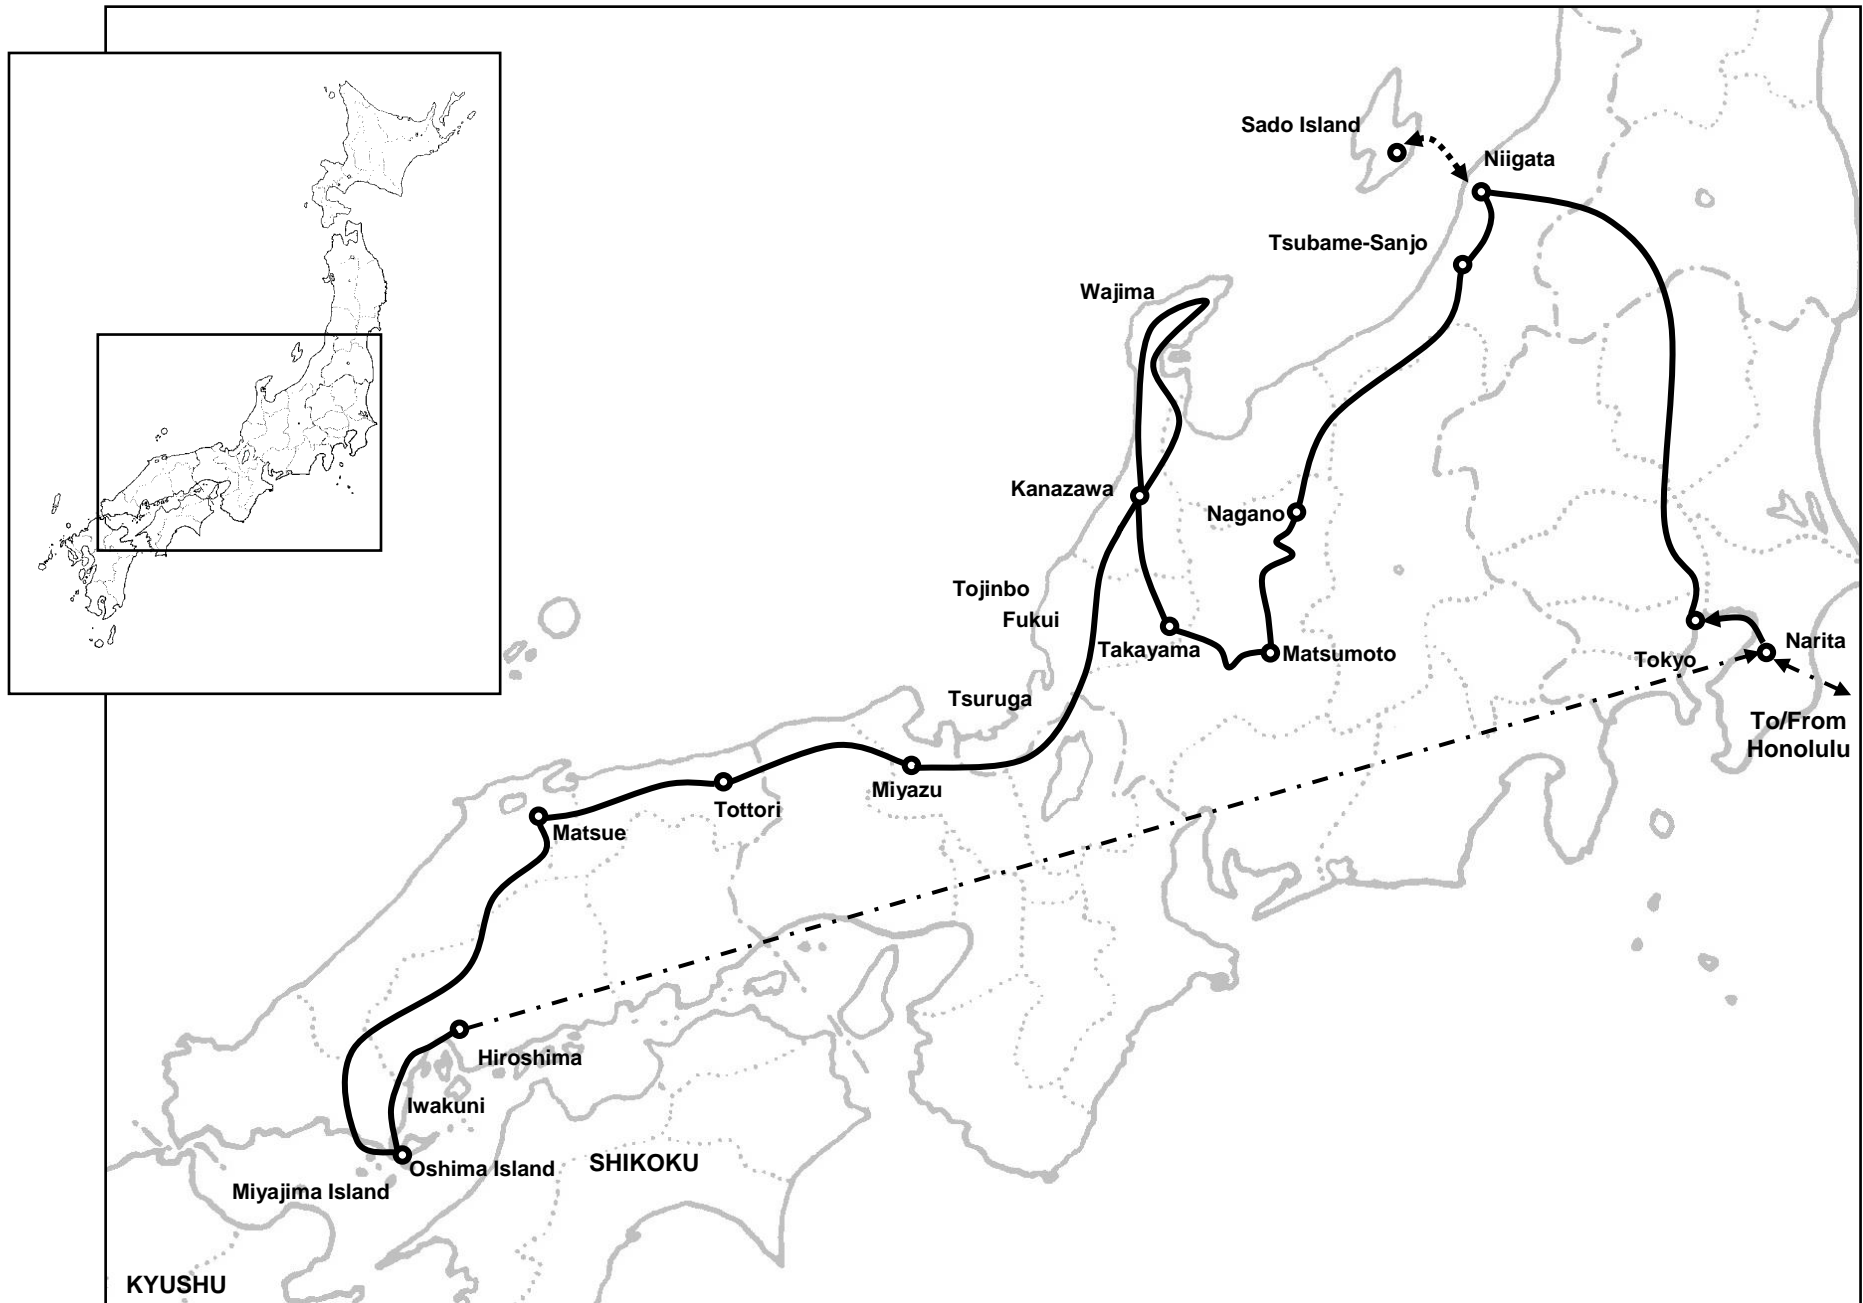 Sado Island
Niigata
Tsubame-Sanjo
Wajima
Kanazawa
Nagano
Tojinbo
Fukui
Takayama
Matsumoto
Narita
Tokyo
Tsuruga
To/From
Honolulu
Miyazu
Tottori
Matsue
Hiroshima
Iwakuni
Oshima Island
SHIKOKU
Miyajima Island
KYUSHU